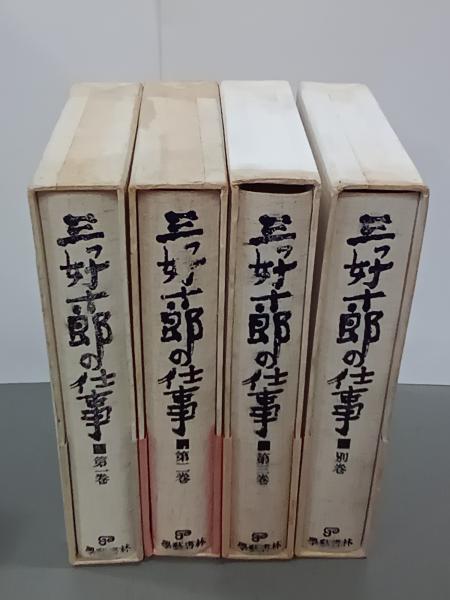 三好十郎の仕事
第一巻
學藝書林
三好十郎の仕事
第二巻
學藝書林
三好十郎の仕事
第三巻
學藝書林
三好十郎の仕事
別巻
學藝書林